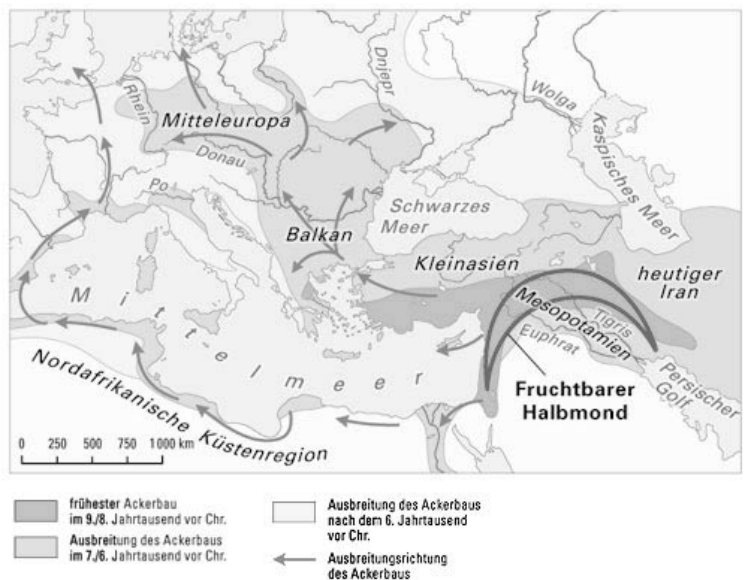 Dnjepr
Wolga
Rhein
Mitteleuropa
Donau
Kaspisches Meer
Po
Schwarzes
Meer
Balkan
Kleinasien
heutiger
Iran
Mesopotamien
Tigris
Euphrat
Mittelmeer
Persischer
Golf
Fruchtbarer
Halbmond
Nordafrikanische Küstenregion
0 250 500 750 1000 km
frühester Ackerbau
im 9./8. Jahrtausend vor Chr.
Ausbreitung des Ackerbaus
im 7./6. Jahrtausend vor Chr.
Ausbreitung des Ackerbaus
nach dem 6. Jahrtausend
vor Chr.
Ausbreitungsrichtung
des Ackerbaus